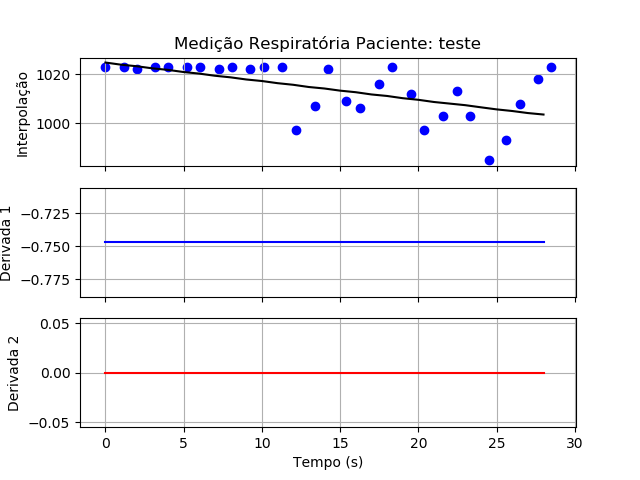 Medição Respiratória Paciente: teste
Interpolação
1020
1000
Derivada 1
−0.725
−0.750
−0.775
Derivada 2
0.05
0.00
−0.05
0 5 10 15 20 25 30
Tempo (s)